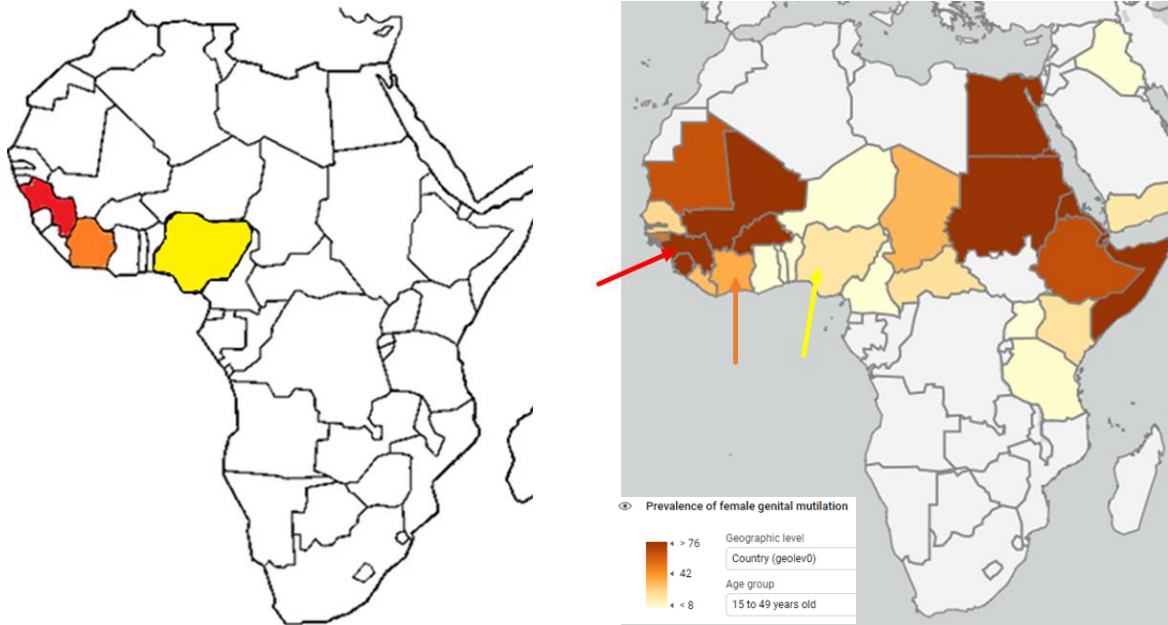 Prevalence of female genital mutilation
Geographic level
> 76
Country (geolev0)
42
Age group
< 8
15 to 49 years old